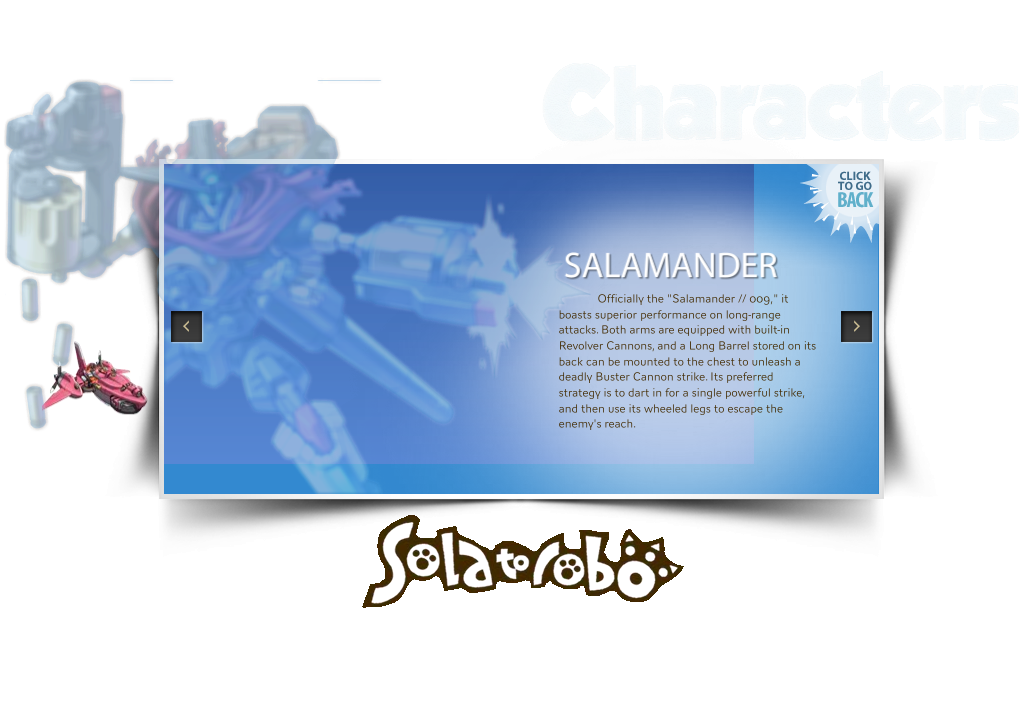 Characters
CLICK
TO GO
BACK
SALAMANDER
Officially the "Salamander // 009," it
boasts superior performance on long-range
attacks. Both arms are equipped with built-in
Revolver Cannons, and a Long Barrel stored on its
back can be mounted to the chest to unleash a
deadly Buster Cannon strike. Its preferred
strategy is to dart in for a single powerful strike,
and then use its wheeled legs to escape the
enemy's reach.
Solatorobo